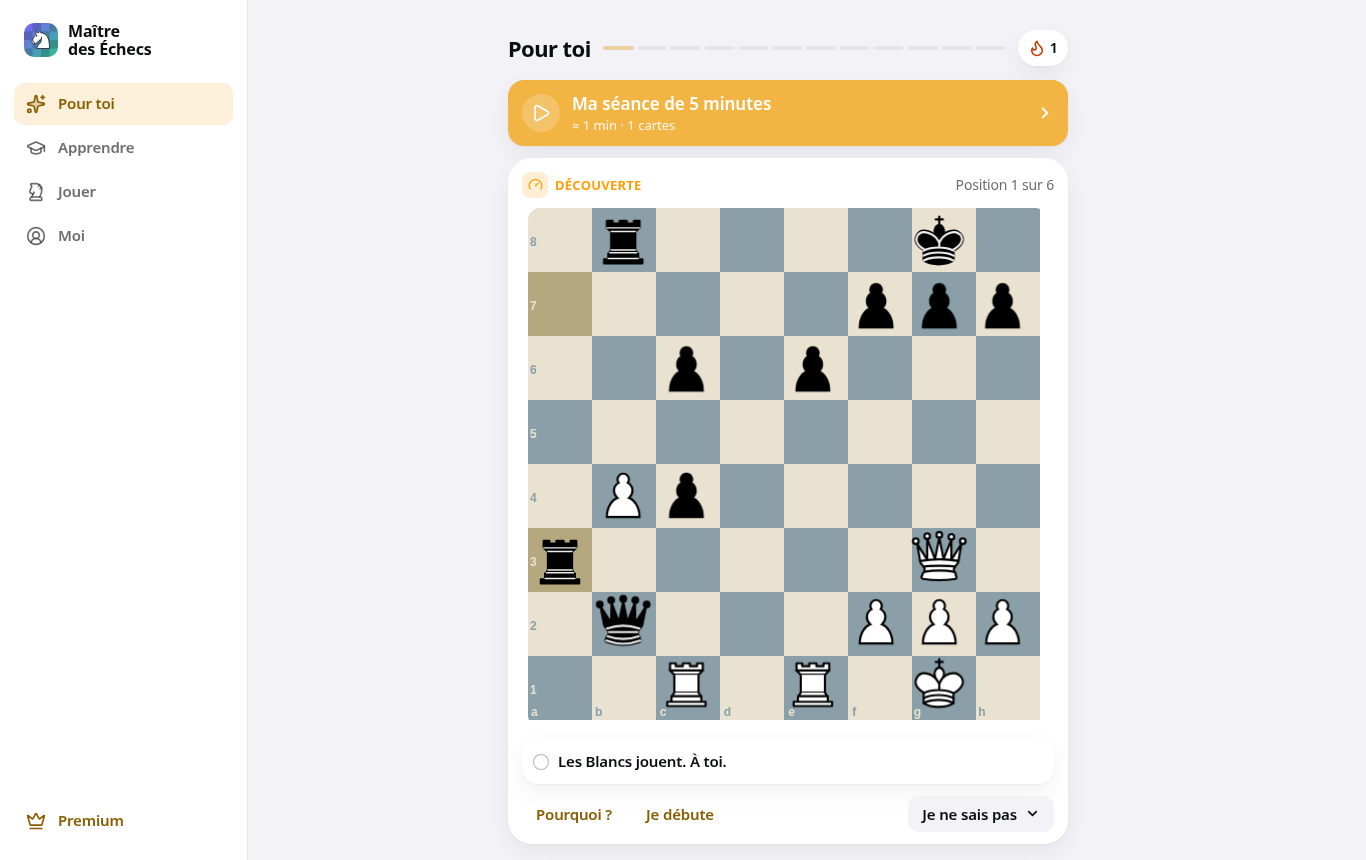 Maître
des Échecs
Pour toi
Apprendre
Jouer
Moi
Premium
Pour toi
1
Ma séance de 5 minutes
≈ 1 min · 1 cartes
DÉCOUVERTE
Position 1 sur 6
8
7
6
5
4
3
2
1
a b c d e f g h
Les Blancs jouent. À toi.
Pourquoi ? Je débute Je ne sais pas